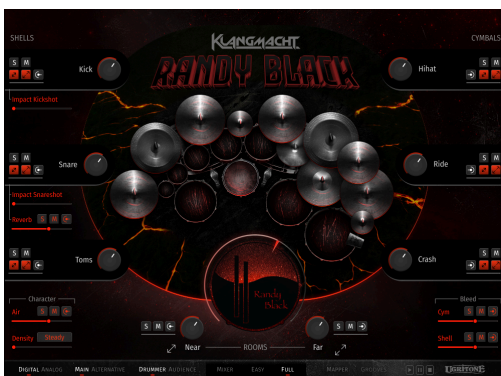 SHELLS
CYMBALS
KLANGMACHT
RANDY BLACK
S M
Kick
Hihat
S M
Impact Kickshot
S M
Snare
Ride
S M
Impact Snareshot
Reverb S M
S M
Toms
Crash
S M
Randy
Black
Character
Bleed
Air S M
Cym S M
Density Steady
Shell S M
S M
Near ROOMS Far
S M
DIGITAL ANALOG MAIN ALTERNATIVE DRUMMER AUDIENCE MIXER EASY FULL MAPPER GROOVES UGRITONE